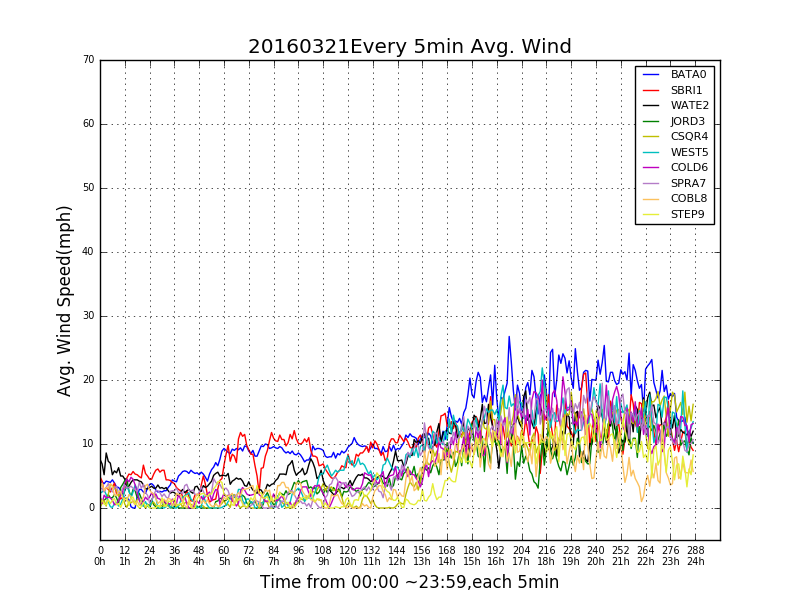 20160321Every 5min Avg. Wind
70
60
50
40
30
20
10
0
Avg. Wind Speed(mph)
BATA0
SBRI1
WATE2
JORD3
CSQR4
WEST5
COLD6
SPRA7
COBL8
STEP9
0 12 24 36 48 60 72 84 96 108 120 132 144 156 168 180 192 204 216 228 240 252 264 276 288
0h 1h 2h 3h 4h 5h 6h 7h 8h 9h 10h 11h 12h 13h 14h 15h 16h 17h 18h 19h 20h 21h 22h 23h 24h
Time from 00:00 ~23:59,each 5min